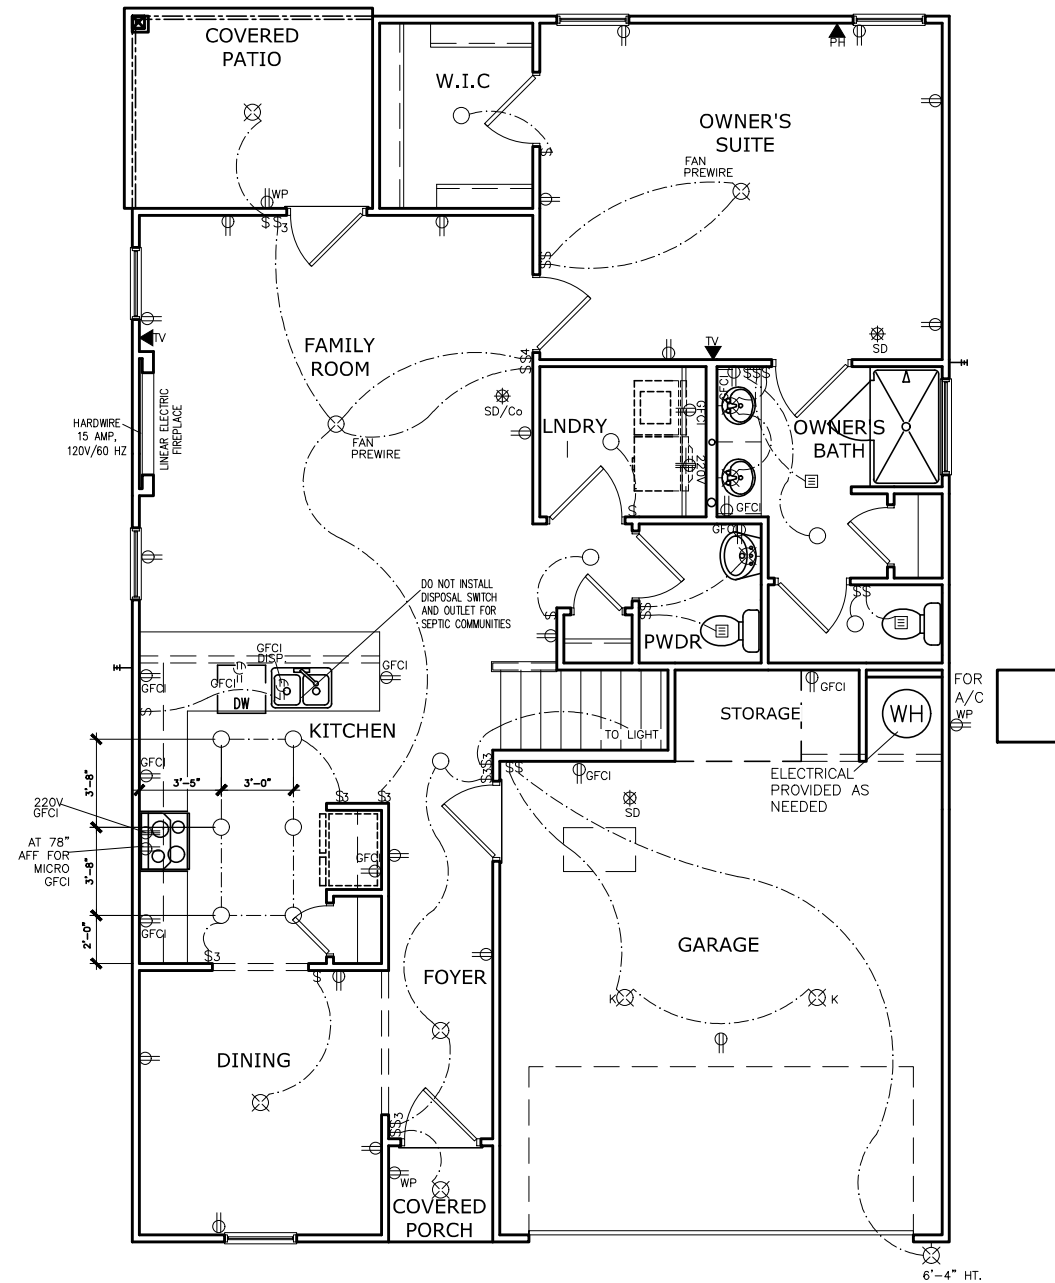 COVERED
PATIO
W.I.C
PH
OWNER'S
SUITE
FAN
PREWIRE
$
WP
$ $3
$$
TV
FAMILY
ROOM
$$4
SD
TV
SD/Co
HARDWIRE
15 AMP,
120V/60 HZ
LINEAR ELECTRIC
FIREPLACE
FAN
PREWIRE
LNDRY
GFCI
220V
$
GFCI
$$$
OWNER'S
BATH
GFCI
GFCI
DO NOT INSTALL
DISPOSAL SWITCH
AND OUTLET FOR
SEPTIC COMMUNITIES
$
$$
$$
PWDR
GFCI
DISP.
GFCI
GFCI
GFCI
DW
$
KITCHEN
STORAGE
GFCI
WH
FOR
A/C
WP
TO LIGHT
$3
$3
$$
GFCI
ELECTRICAL
PROVIDED AS
NEEDED
GFCI
3'-5"
3'-0"
3'-8"
$3
$3
220V
GFCI
SD
AT 78"
AFF FOR
MICRO
GFCI
3'-8"
GFCI
GFCI
2'-0"
$3
GARAGE
FOYER
$
K
K
DINING
$$3
WP
COVERED
PORCH
6'-4" HT.